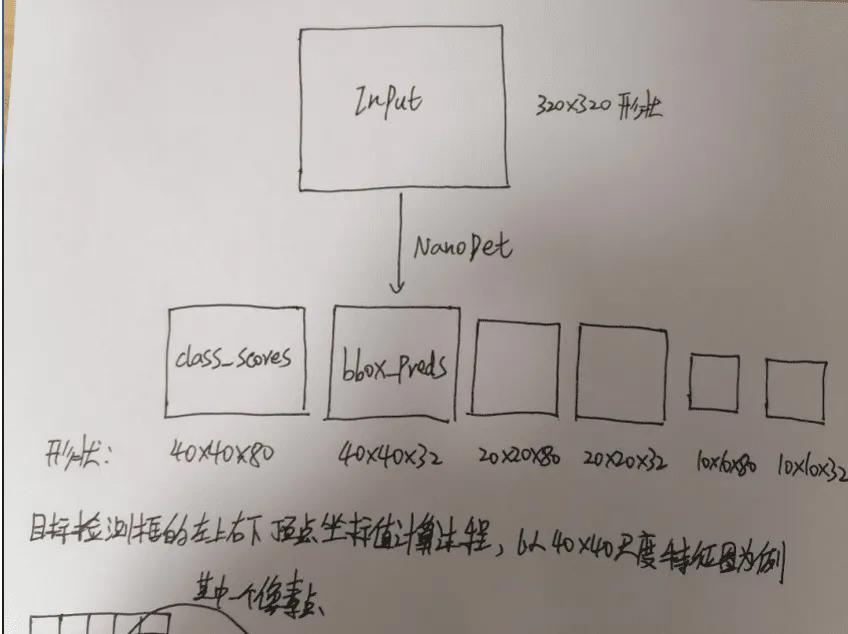 Input
320x320 形状
NanoDet
class_scores
bbox_Preds
形状: 40x40x80 40x40x32 20x20x80 20x20x32 10x10x80 10x10x32
目标检测框的左上右下顶点坐标值计算过程，以40x40尺度特征图为例
其中一个像素点